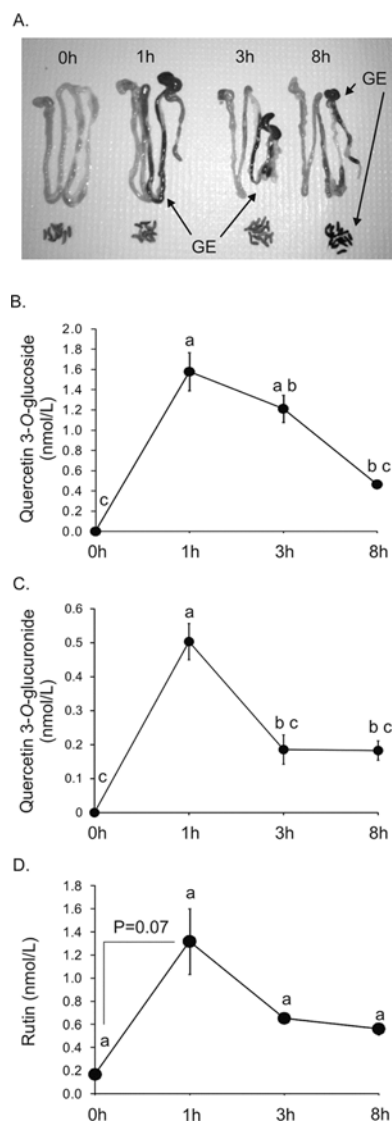 A.
0h 1h 3h 8h
GE
GE
B.
Quercetin 3-O-glucoside
(nmol/L)
2.0
1.8
1.6
1.4
1.2
1.0
0.8
0.6
0.4
0.2
0.0
c
a
a b
b c
0h 1h 3h 8h
C.
Quercetin 3-O-glucuronide
(nmol/L)
0.6
0.5
0.4
0.3
0.2
0.1
0
c
a
b c
b c
0h 1h 3h 8h
D.
Rutin (nmol/L)
1.8
1.6
1.4
1.2
1.0
0.8
0.6
0.4
0.2
0.0
P=0.07
a
a
a
a
0h 1h 3h 8h